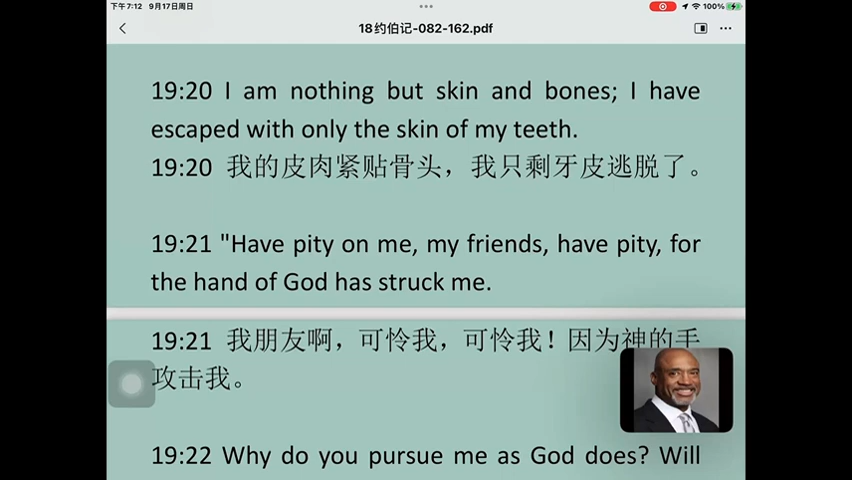 下午7:12 9月17日周日
100%
18约伯记-082-162.pdf
19:20 I am nothing but skin and bones; I have
escaped with only the skin of my teeth.
19:20 我的皮肉紧贴骨头，我只剩牙皮逃脱了。
19:21 "Have pity on me, my friends, have pity, for
the hand of God has struck me.
19:21 我朋友啊，可怜我，可怜我！因为神的手
攻击我。
19:22 Why do you pursue me as God does? Will